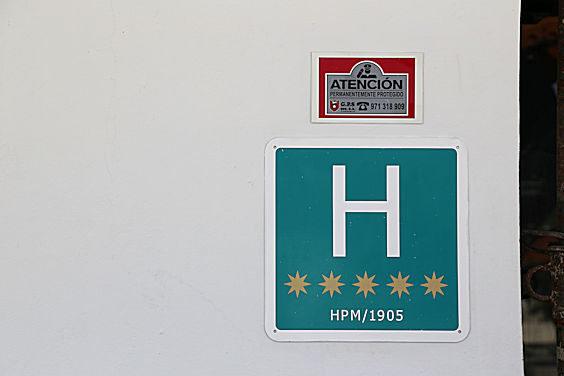 ATENCIÓN
PERMANENTEMENTE PROTEGIDO
G.P.S
971 318 909
H
HPM/1905